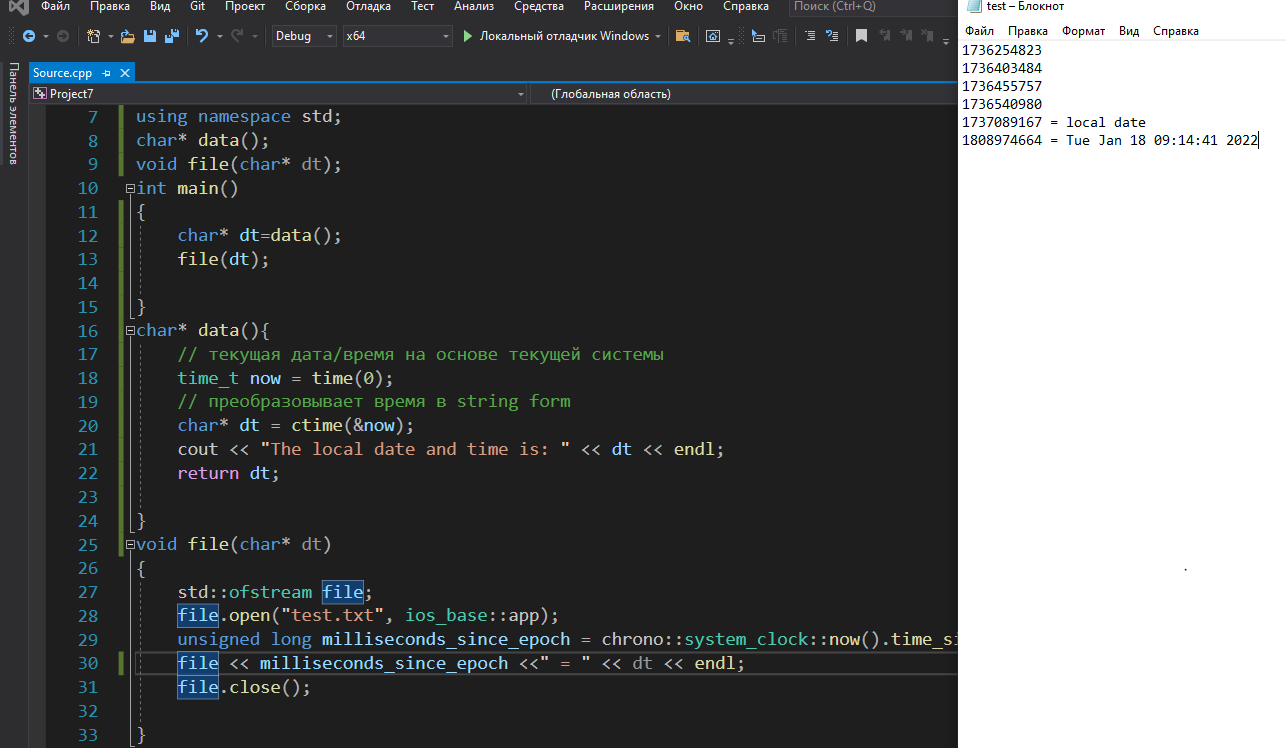 Файл Правка Вид Git Проект Сборка Отладка Тест Анализ Средства Расширения Окно Справка Поиск (Ctrl+Q)
Debug x64 Локальный отладчик Windows
Панель элементов
Source.cpp
Project7 (Глобальная область)
7 using namespace std;
8 char* data();
9 void file(char* dt);
10 int main()
11 {
12 char* dt=data();
13 file(dt);
14
15 }
16 char* data(){
17 // текущая дата/время на основе текущей системы
18 time_t now = time(0);
19 // преобразовывает время в string form
20 char* dt = ctime(&now);
21 cout << "The local date and time is: " << dt << endl;
22 return dt;
23
24 }
25 void file(char* dt)
26 {
27 std::ofstream file;
28 file.open("test.txt", ios_base::app);
29 unsigned long milliseconds_since_epoch = chrono::system_clock::now().time_si
30 file << milliseconds_since_epoch <<" = " << dt << endl;
31 file.close();
32
33 }
test – Блокнот
Файл Правка Формат Вид Справка
1736254823
1736403484
1736455757
1736540980
1737089167 = local date
1808974664 = Tue Jan 18 09:14:41 2022